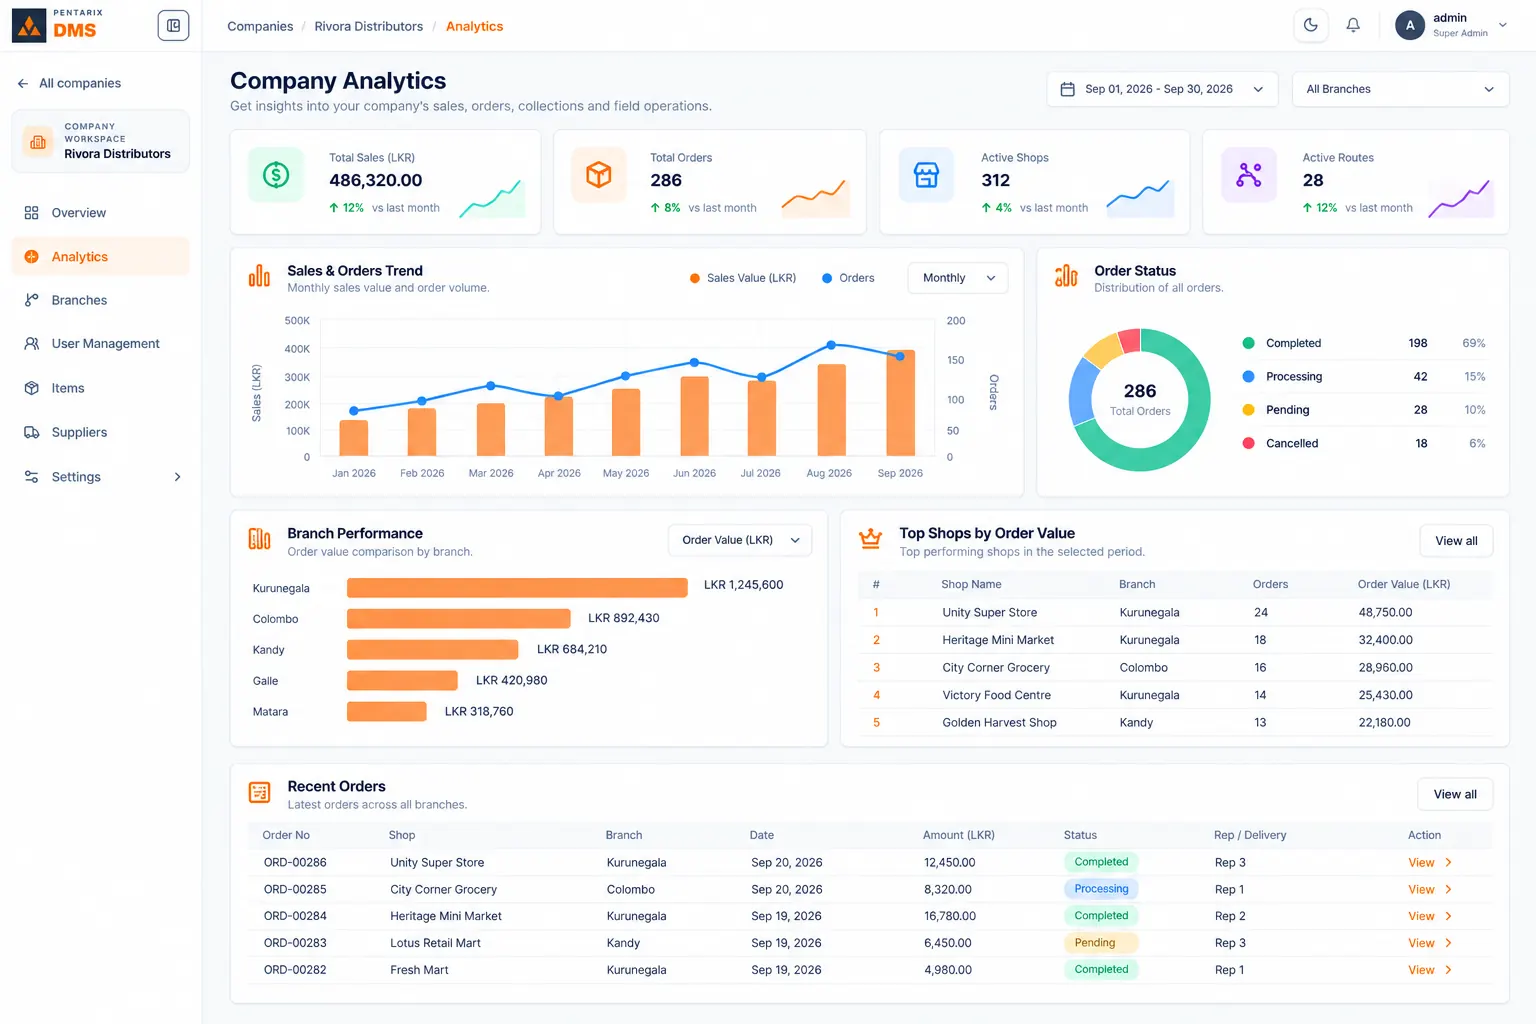 PENTARIX
DMS
Companies / Rivora Distributors / Analytics
A
admin
Super Admin
All companies
COMPANY
WORKSPACE
Rivora Distributors
Overview
Analytics
Branches
User Management
Items
Suppliers
Settings
Company Analytics
Get insights into your company's sales, orders, collections and field operations.
Sep 01, 2026 - Sep 30, 2026
All Branches
Total Sales (LKR)
486,320.00
↑ 12% vs last month
Total Orders
286
↑ 8% vs last month
Active Shops
312
↑ 4% vs last month
Active Routes
28
↑ 12% vs last month
Sales & Orders Trend
Monthly sales value and order volume.
Sales Value (LKR)
Orders
Monthly
Sales (LKR)
500K
400K
300K
200K
100K
0
200
150
100
50
0
Orders
Jan 2026 Feb 2026 Mar 2026 Apr 2026 May 2026 Jun 2026 Jul 2026 Aug 2026 Sep 2026
Order Status
Distribution of all orders.
286
Total Orders
Completed 198 69%
Processing 42 15%
Pending 28 10%
Cancelled 18 6%
Branch Performance
Order value comparison by branch.
Order Value (LKR)
Kurunegala LKR 1,245,600
Colombo LKR 892,430
Kandy LKR 684,210
Galle LKR 420,980
Matara LKR 318,760
Top Shops by Order Value
Top performing shops in the selected period.
View all
# Shop Name Branch Orders Order Value (LKR)
1 Unity Super Store Kurunegala 24 48,750.00
2 Heritage Mini Market Kurunegala 18 32,400.00
3 City Corner Grocery Colombo 16 28,960.00
4 Victory Food Centre Kurunegala 14 25,430.00
5 Golden Harvest Shop Kandy 13 22,180.00
Recent Orders
Latest orders across all branches.
View all
Order No Shop Branch Date Amount (LKR) Status Rep / Delivery Action
ORD-00286 Unity Super Store Kurunegala Sep 20, 2026 12,450.00 Completed Rep 3 View
ORD-00285 City Corner Grocery Colombo Sep 20, 2026 8,320.00 Processing Rep 1 View
ORD-00284 Heritage Mini Market Kurunegala Sep 19, 2026 16,780.00 Completed Rep 2 View
ORD-00283 Lotus Retail Mart Kandy Sep 19, 2026 6,450.00 Pending Rep 3 View
ORD-00282 Fresh Mart Kurunegala Sep 19, 2026 4,980.00 Completed Rep 1 View